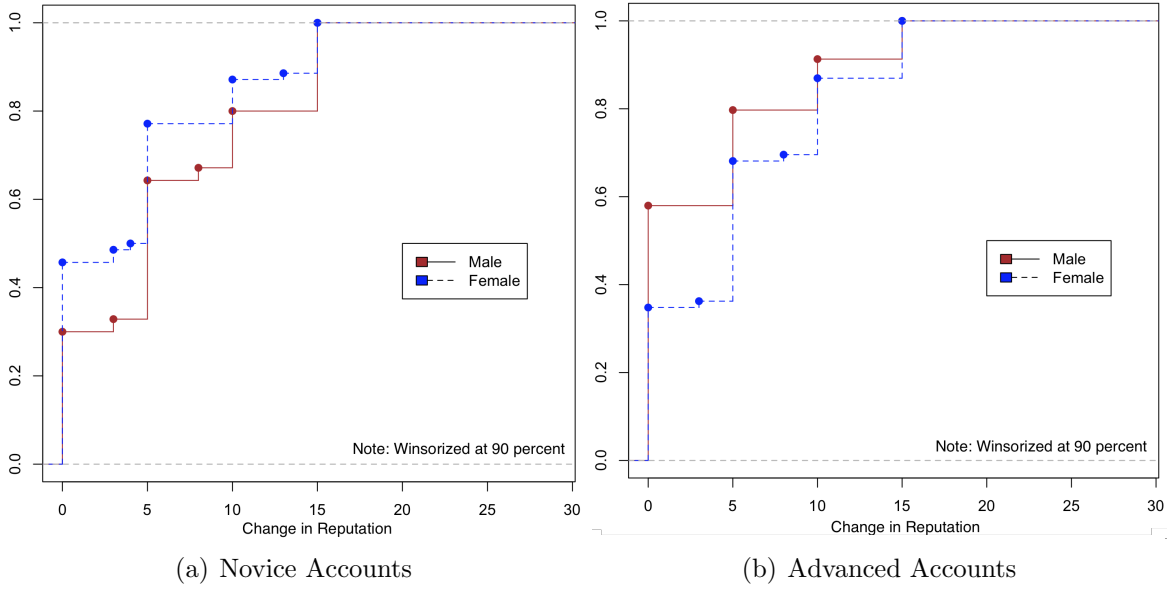 1.0
0.8
0.6
0.4
0.2
0.0
Male
Female
Note: Winsorized at 90 percent
0 5 10 15 20 25 30
Change in Reputation
(a) Novice Accounts
1.0
0.8
0.6
0.4
0.2
0.0
Male
Female
Note: Winsorized at 90 percent
0 5 10 15 20 25 30
Change in Reputation
(b) Advanced Accounts